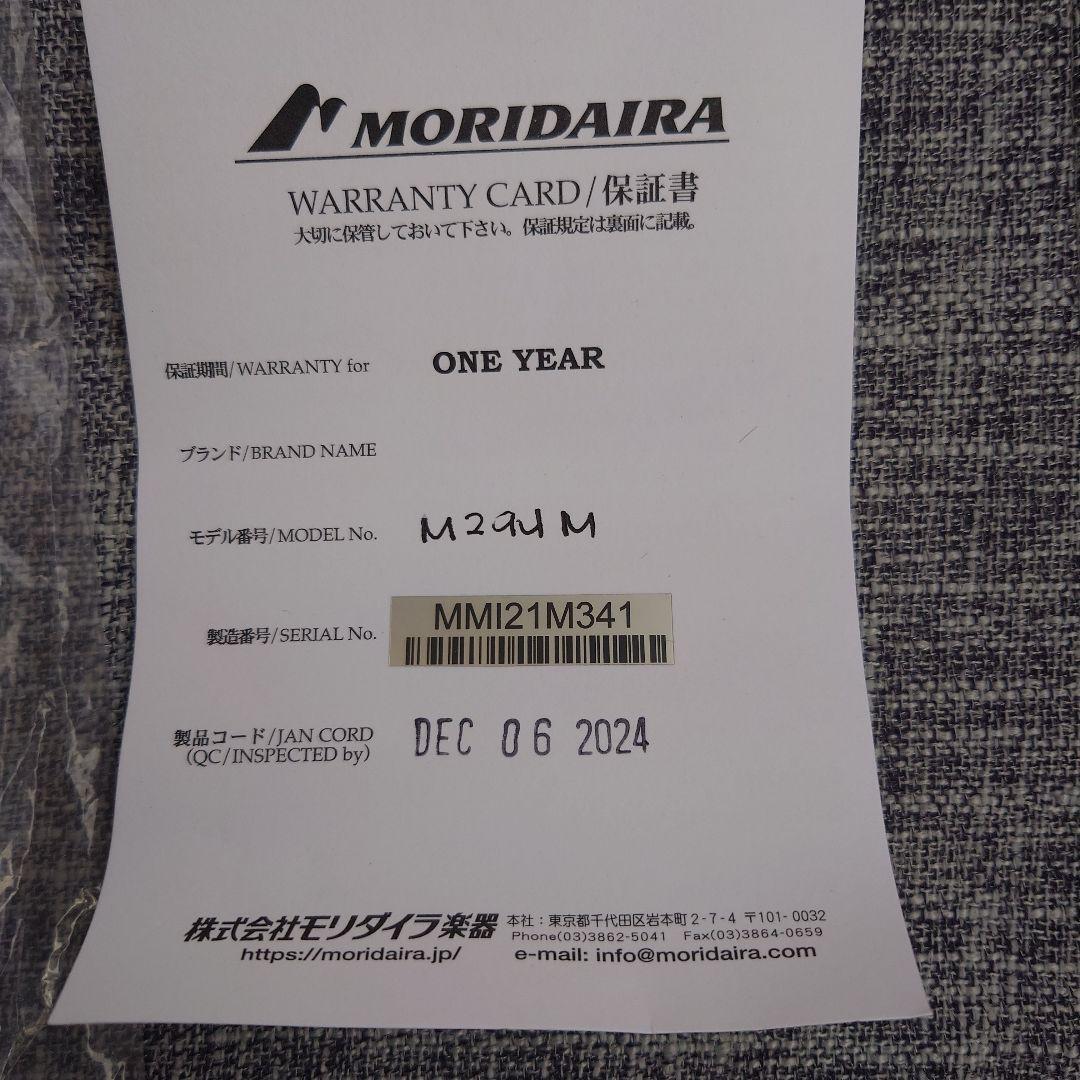 MORIDAIRA
WARRANTY CARD/保証書
大切に保管しておいて下さい。保証規定は裏面に記載。
保証期間/WARRANTY for ONE YEAR
ブランド/BRAND NAME
モデル番号/MODEL No. M294M
製造番号/SERIAL No. MMI21M341
製品コード/JAN CORD
(QC/INSPECTED by) DEC 06 2024
株式会社モリダイラ楽器 本社：東京都千代田区岩本町2-7-4 〒101-0032
Phone(03)3862-5041 Fax(03)3864-0659
https://moridaira.jp/ e-mail: info@moridaira.com